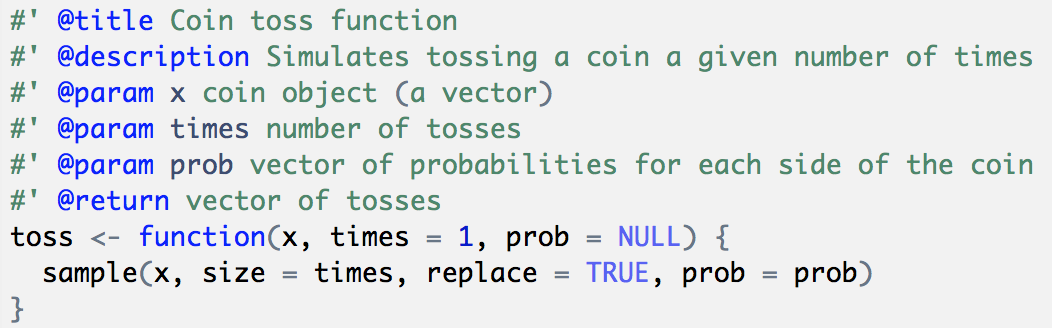 #' @title Coin toss function
#' @description Simulates tossing a coin a given number of times
#' @param x coin object (a vector)
#' @param times number of tosses
#' @param prob vector of probabilities for each side of the coin
#' @return vector of tosses
toss <- function(x, times = 1, prob = NULL) {
  sample(x, size = times, replace = TRUE, prob = prob)
}